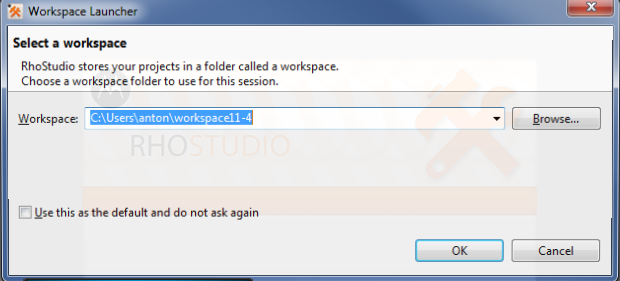 Workspace Launcher
Select a workspace
RhoStudio stores your projects in a folder called a workspace.
Choose a workspace folder to use for this session.
Workspace: C:\Users\anton\workspace11-4 Browse...
RHOSTUDIO
Use this as the default and do not ask again
OK Cancel